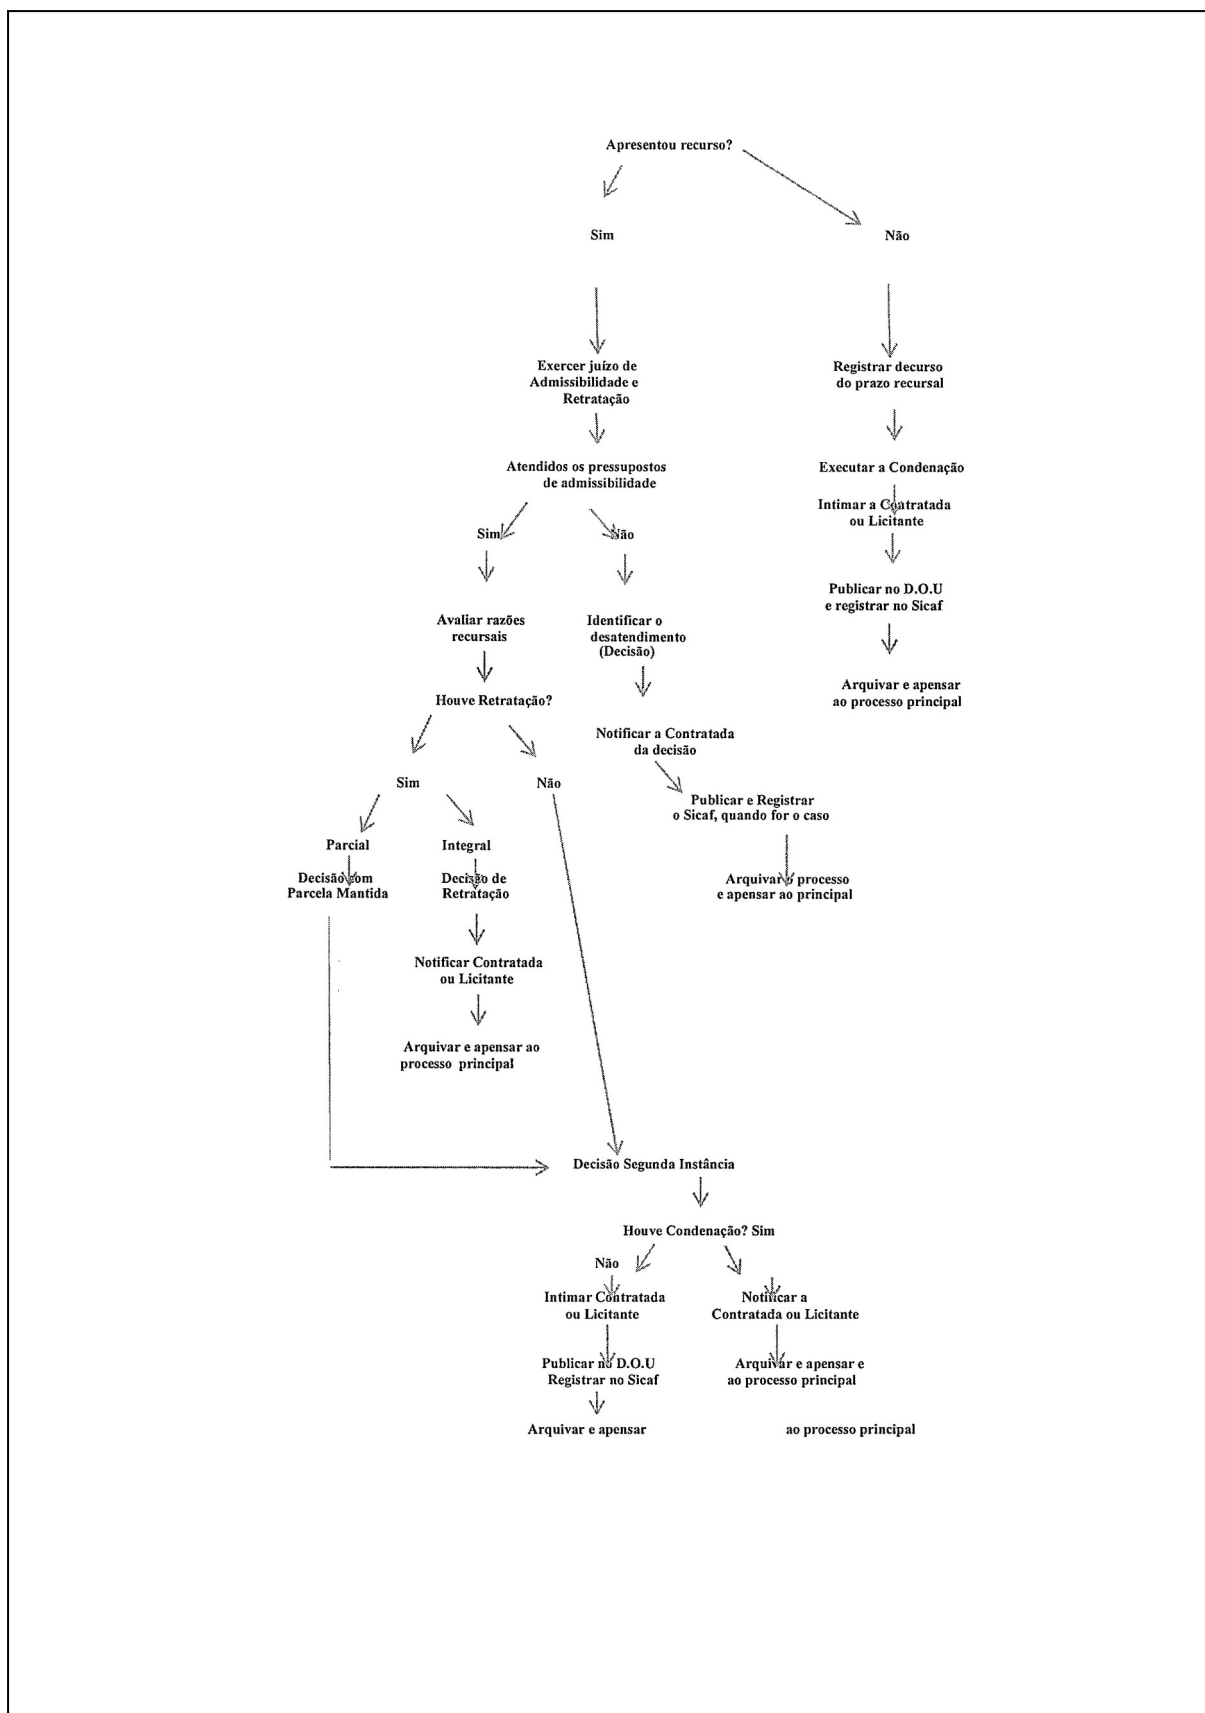 Apresentou recurso?
Sim
Não
Exercer juízo de
Admissibilidade e
Retratação
Registrar decurso
do prazo recursal
Atendidos os pressupostos
de admissibilidade
Executar a Condenação
Intimar a Contratada
ou Licitante
Sim
Não
Publicar no D.O.U
e registrar no Sicaf
Avaliar razões
recursais
Identificar o
desatendimento
(Decisão)
Arquivar e apensar
ao processo principal
Houve Retratação?
Notificar a Contratada
da decisão
Sim
Não
Publicar e Registrar
o Sicaf, quando for o caso
Parcial
Integral
Decisão com
Parcela Mantida
Decisão de
Retratação
Arquivar o processo
e apensar ao principal
Notificar Contratada
ou Licitante
Arquivar e apensar ao
processo principal
Decisão Segunda Instância
Houve Condenação? Sim
Não
Intimar Contratada
ou Licitante
Notificar a
Contratada ou Licitante
Publicar no D.O.U
Registrar no Sicaf
Arquivar e apensar e
ao processo principal
Arquivar e apensar
ao processo principal